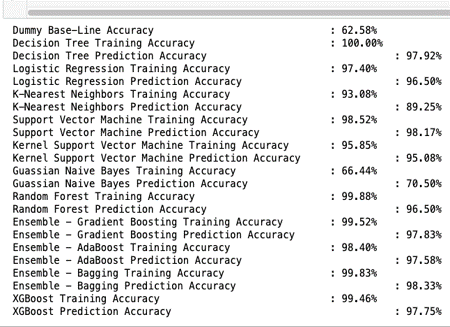 Dummy Base-Line Accuracy : 62.58%
Decision Tree Training Accuracy : 100.00%
Decision Tree Prediction Accuracy : 97.92%
Logistic Regression Training Accuracy : 97.40%
Logistic Regression Prediction Accuracy : 96.50%
K-Nearest Neighbors Training Accuracy : 93.08%
K-Nearest Neighbors Prediction Accuracy : 89.25%
Support Vector Machine Training Accuracy : 98.52%
Support Vector Machine Prediction Accuracy : 98.17%
Kernel Support Vector Machine Training Accuracy : 95.85%
Kernel Support Vector Machine Prediction Accuracy : 95.08%
Guassian Naive Bayes Training Accuracy : 66.44%
Guassian Naive Bayes Prediction Accuracy : 70.50%
Random Forest Training Accuracy : 99.88%
Random Forest Prediction Accuracy : 96.50%
Ensemble - Gradient Boosting Training Accuracy : 99.52%
Ensemble - Gradient Boosting Prediction Accuracy : 97.83%
Ensemble - AdaBoost Training Accuracy : 98.40%
Ensemble - AdaBoost Prediction Accuracy : 97.58%
Ensemble - Bagging Training Accuracy : 99.83%
Ensemble - Bagging Prediction Accuracy : 98.33%
XGBoost Training Accuracy : 99.46%
XGBoost Prediction Accuracy : 97.75%